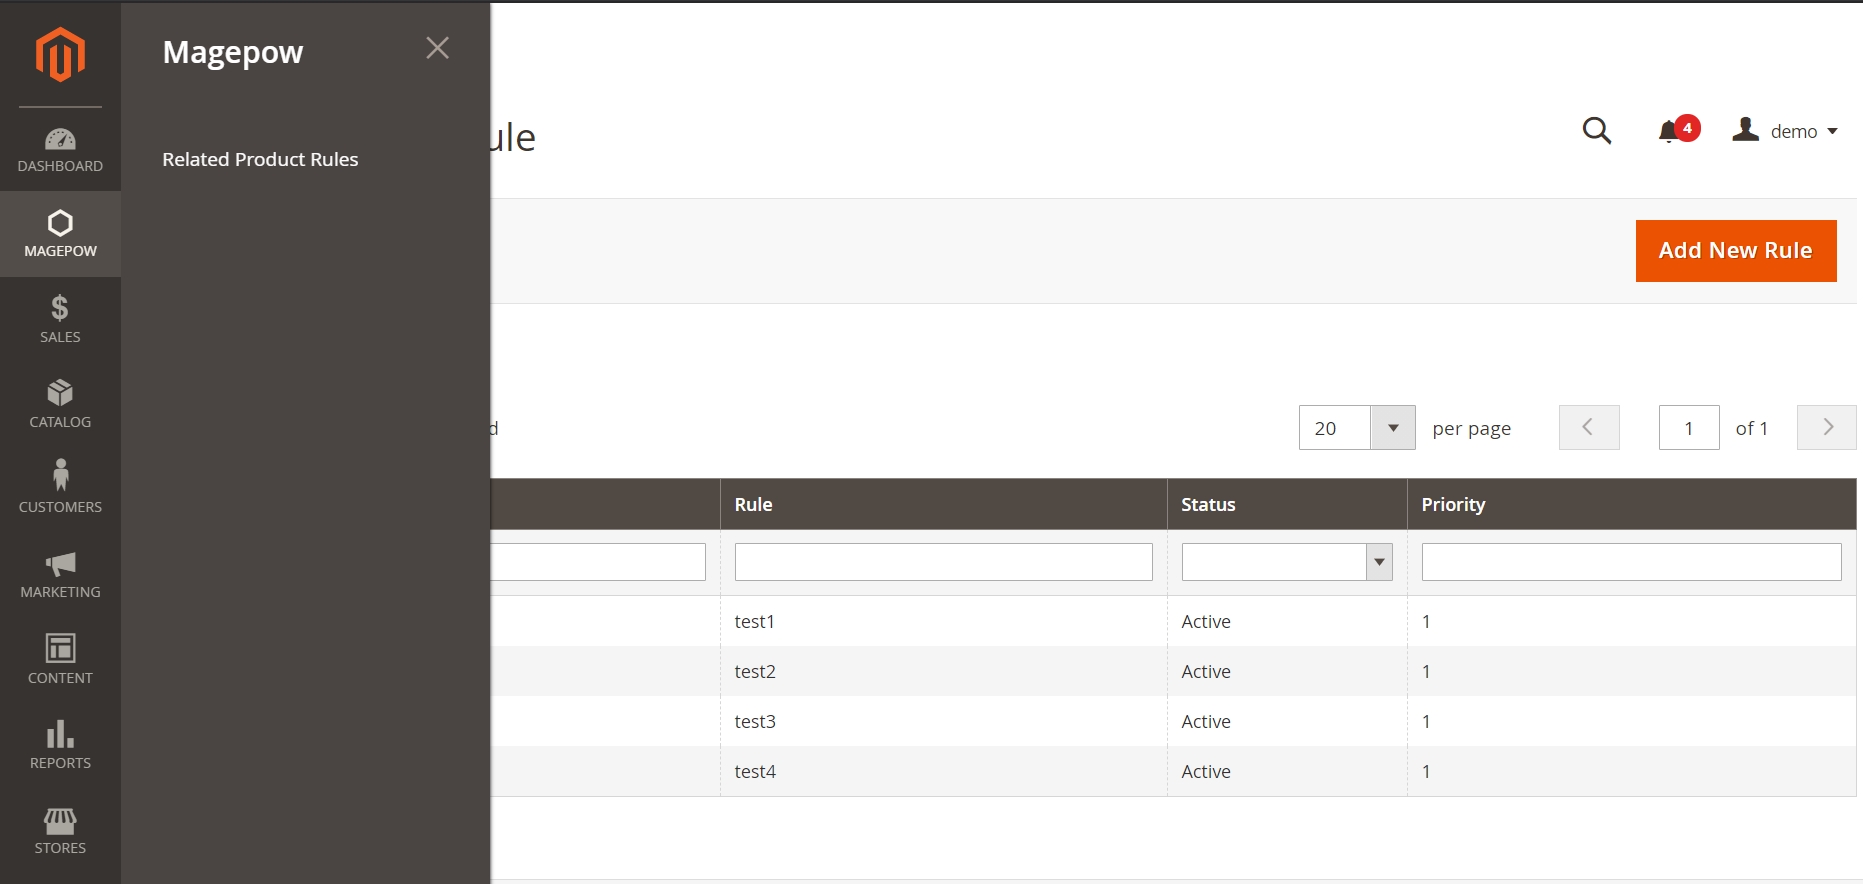 Magepow
Related Product Rules
DASHBOARD
MAGEPOW
SALES
CATALOG
CUSTOMERS
MARKETING
CONTENT
REPORTS
STORES
ule
4
demo
Add New Rule
d
20 per page 1 of 1
Rule Status Priority
test1 Active 1
test2 Active 1
test3 Active 1
test4 Active 1